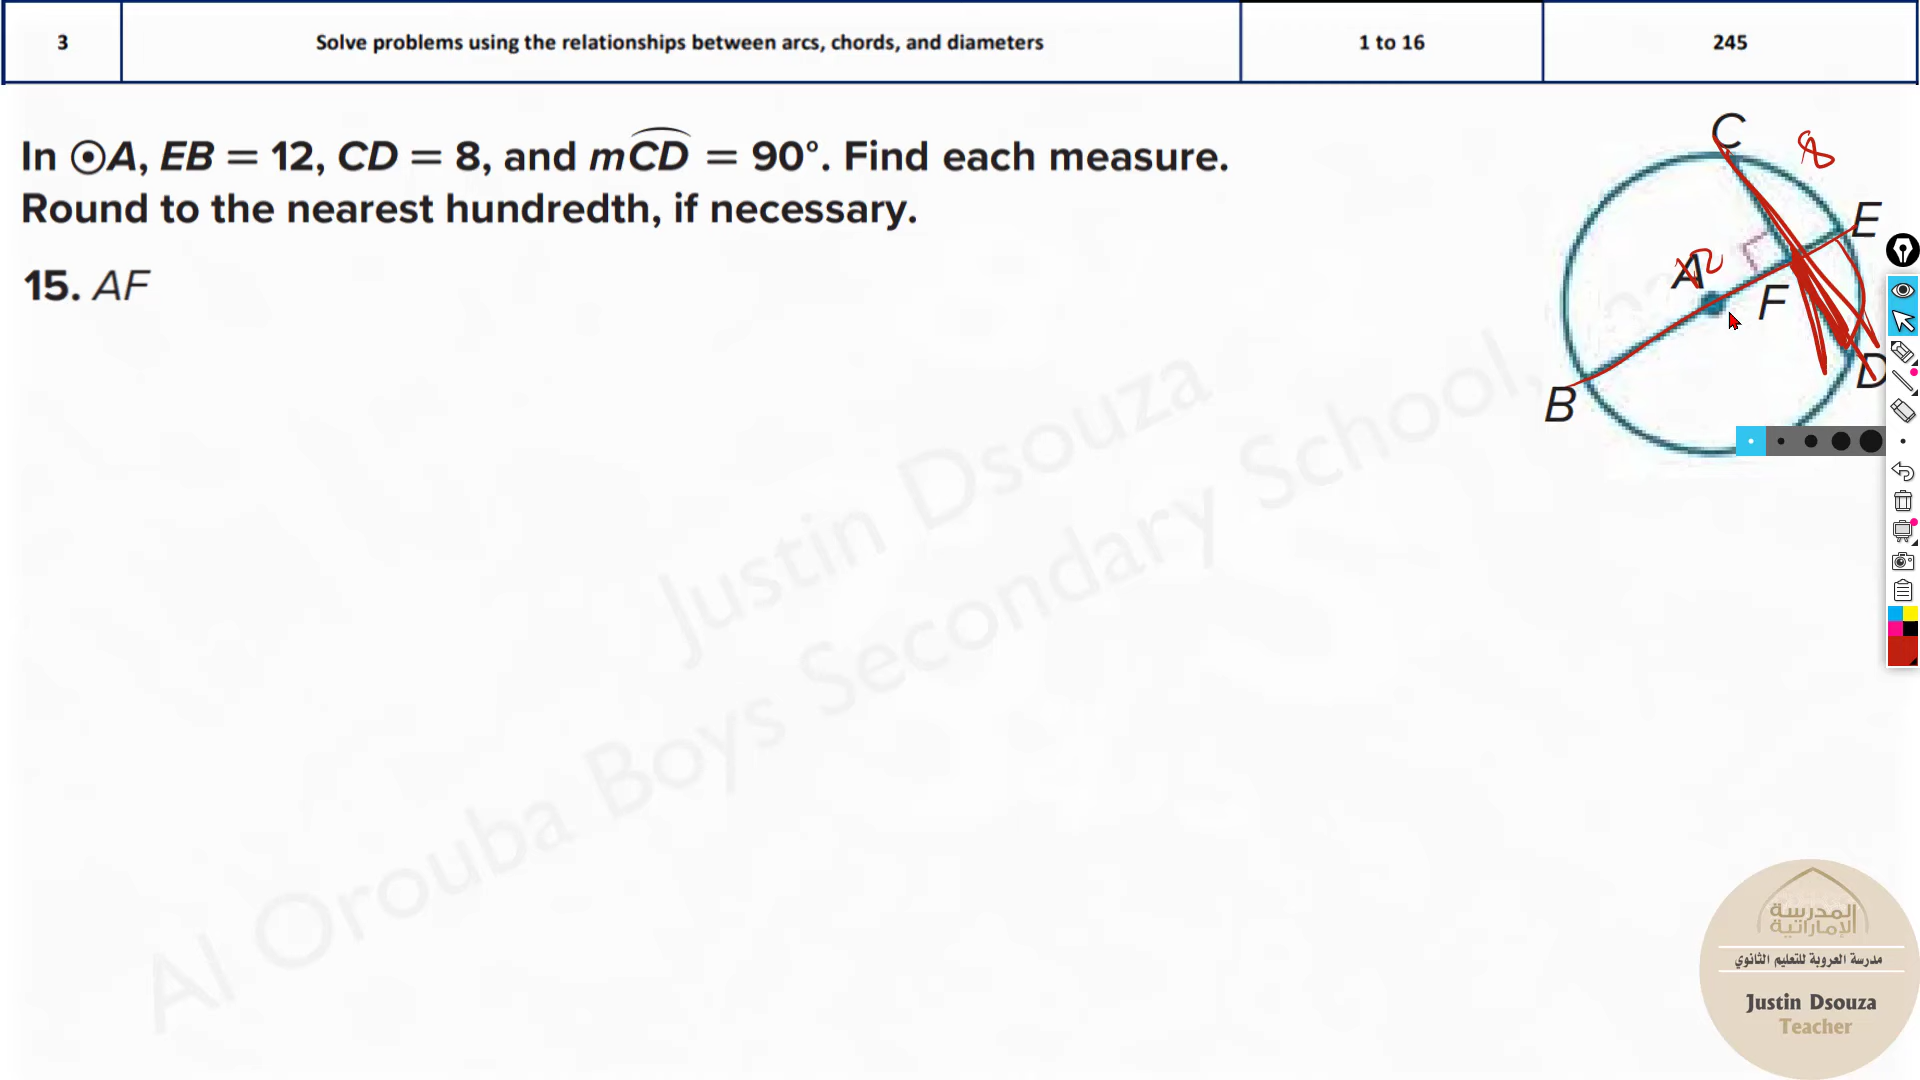 3 Solve problems using the relationships between arcs, chords, and diameters 1 to 16 245
In ⊙A, EB = 12, CD = 8, and mCD = 90°. Find each measure.
Round to the nearest hundredth, if necessary.
15. AF
C
8
E
A
12
F
D
B
Justin Dsouza
Al Orouba Boys Secondary School,
المدرسة
الإماراتية
مدرسة العروبة للتعليم الثانوي
Justin Dsouza
Teacher